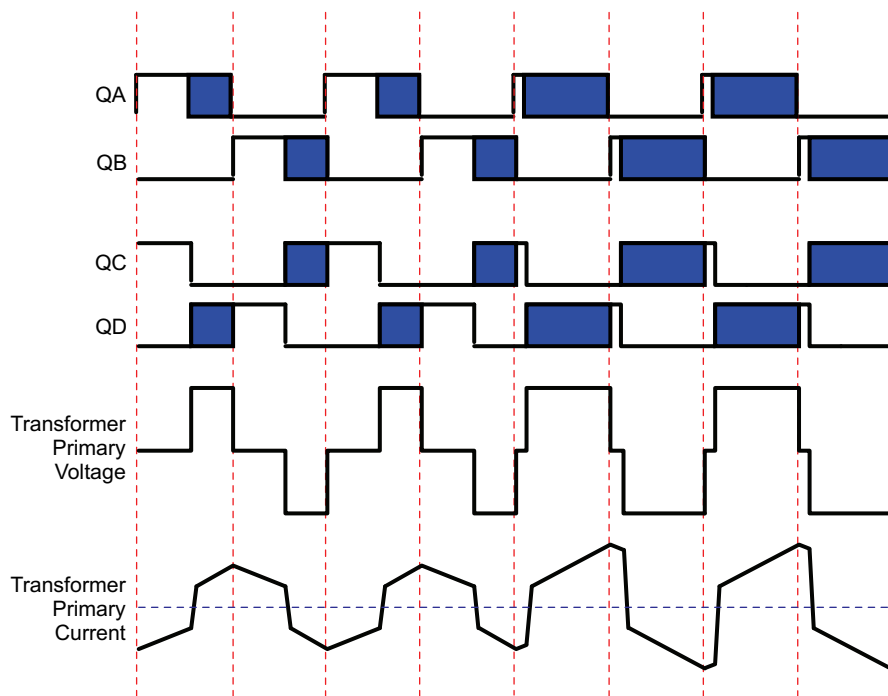 QA
QB
QC
QD
Transformer
Primary
Voltage
Transformer
Primary
Current